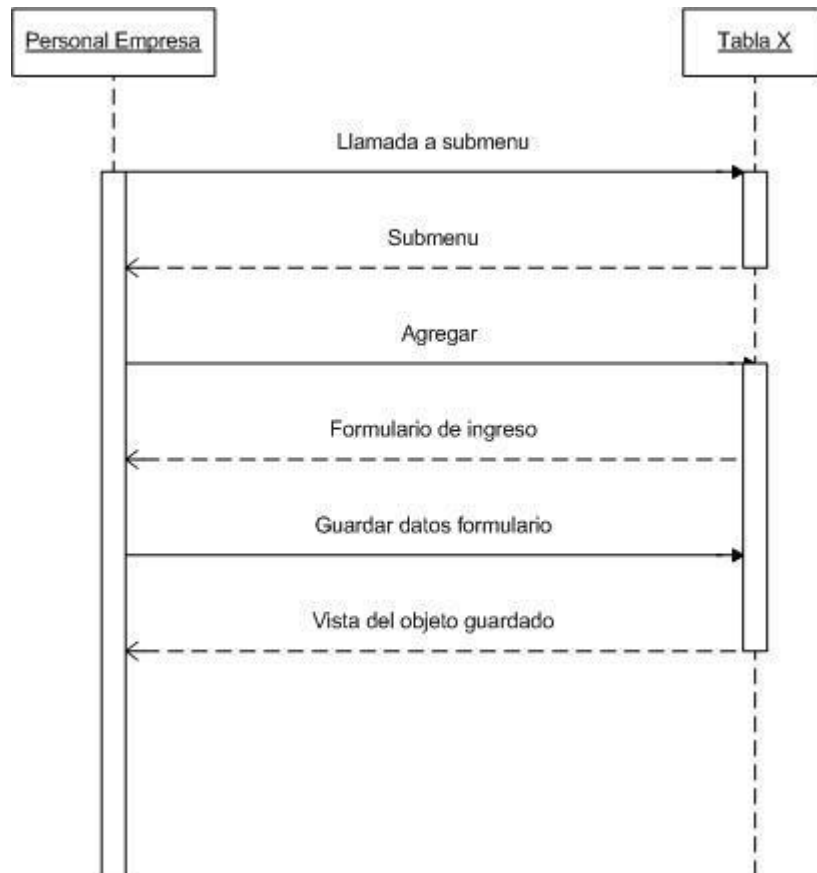 Personal Empresa
Tabla X
Llamada a submenu
Submenu
Agregar
Formulario de ingreso
Guardar datos formulario
Vista del objeto guardado